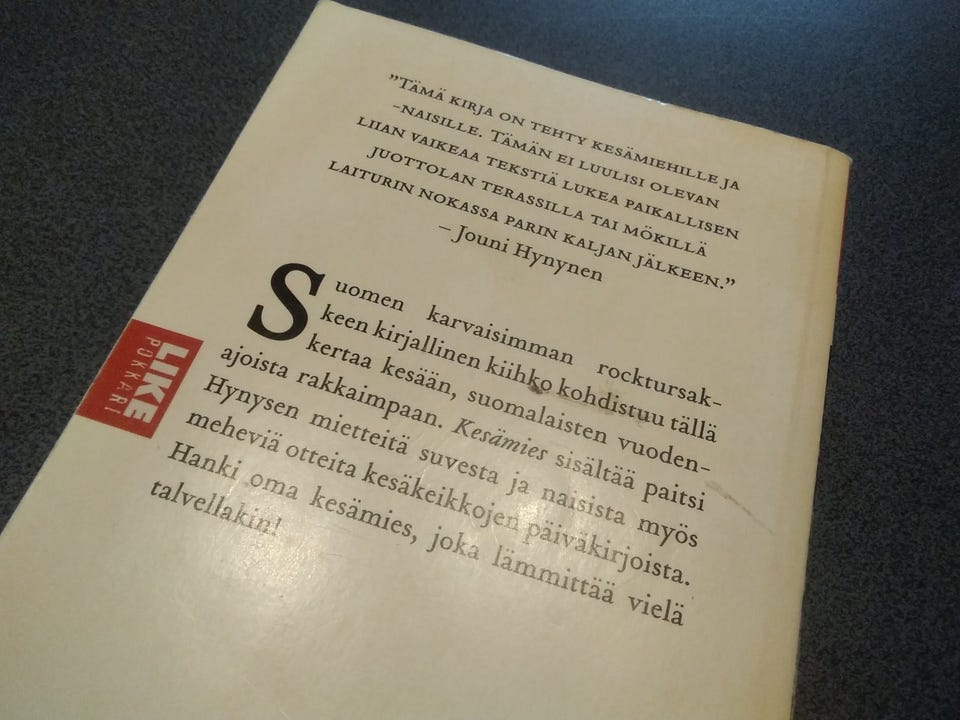 ”Tämä kirja on tehty kesämiehille ja
-naisille. Tämän ei luulisi olevan
liian vaikeaa tekstiä lukea paikallisen
juottolan terassilla tai mökillä
laiturin nokassa parin kaljan jälkeen.”
– Jouni Hynynen
Suomen karvaisimman rocktursak-
keen kirjallinen kiihko kohdistuu tällä
kertaa kesään, suomalaisten vuoden-
ajoista rakkaimpaan. Kesämies sisältää paitsi
Hynysen mietteitä suvesta ja naisista myös
meheviä otteita kesäkeikkojen päiväkirjoista.
Hanki oma kesämies, joka lämmittää vielä
talvellakin!
LIKE
POKKARI